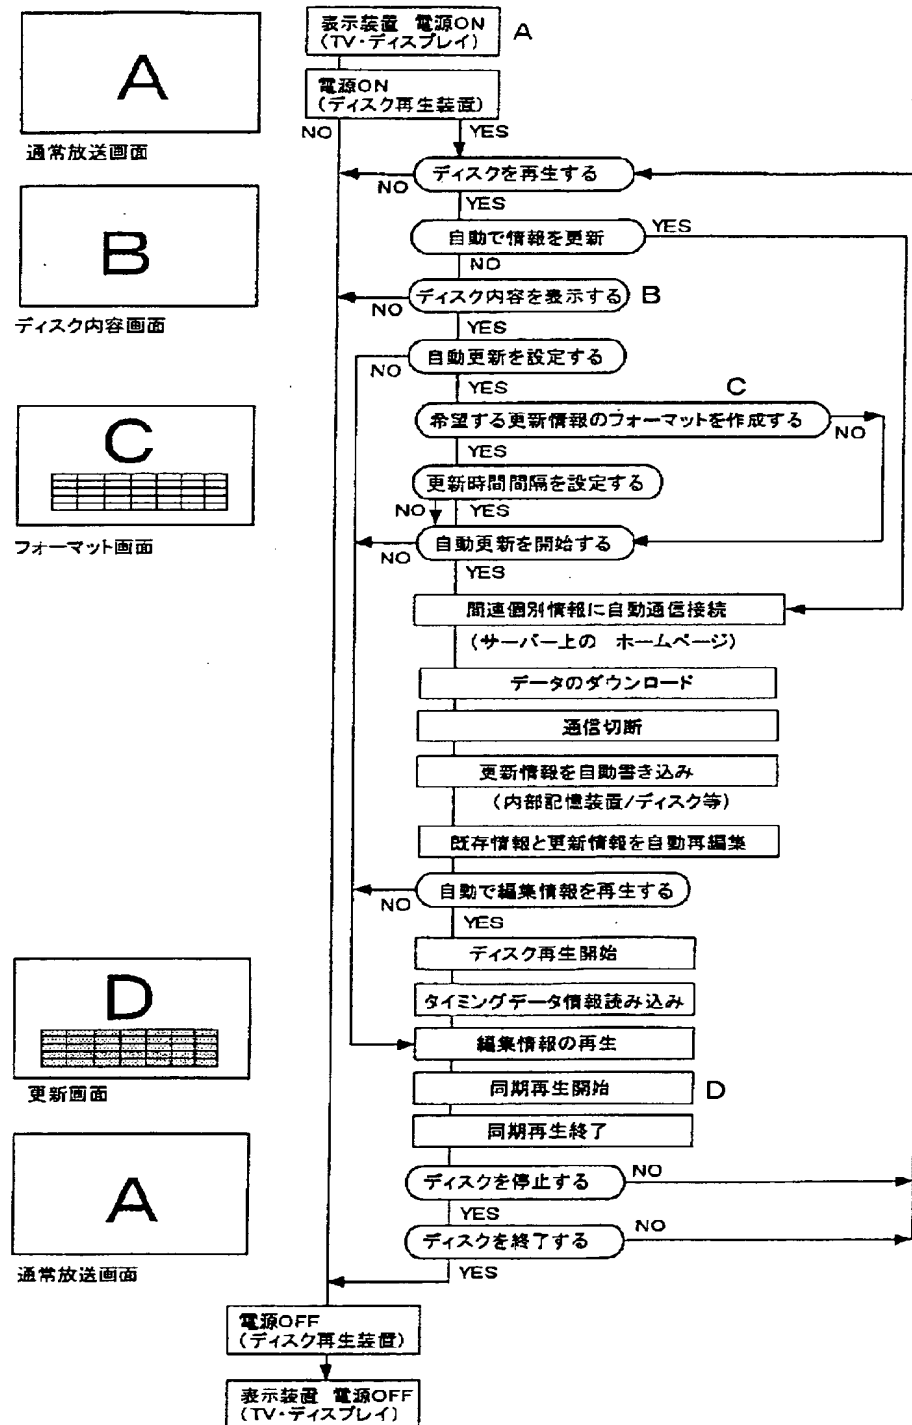 表示装置 電源ON
(TV・ディスプレイ)
A
A
通常放送画面
電源ON
(ディスク再生装置)
NO
YES
ディスクを再生する
NO
YES
B
ディスク内容画面
自動で情報を更新
YES
NO
ディスク内容を表示する
B
NO
YES
自動更新を設定する
NO
YES
C
希望する更新情報のフォーマットを作成する
NO
YES
C
フォーマット画面
更新時間間隔を設定する
NO
YES
自動更新を開始する
NO
YES
間連個別情報に自動通信接続
(サーバー上の ホームページ)
データのダウンロード
通信切断
更新情報を自動書き込み
(内部記憶装置/ディスク等)
既存情報と更新情報を自動再編集
自動で編集情報を再生する
NO
YES
ディスク再生開始
D
更新画面
タイミングデータ情報読み込み
編集情報の再生
同期再生開始
D
同期再生終了
A
通常放送画面
ディスクを停止する
NO
YES
ディスクを終了する
NO
YES
電源OFF
(ディスク再生装置)
表示装置 電源OFF
(TV・ディスプレイ)